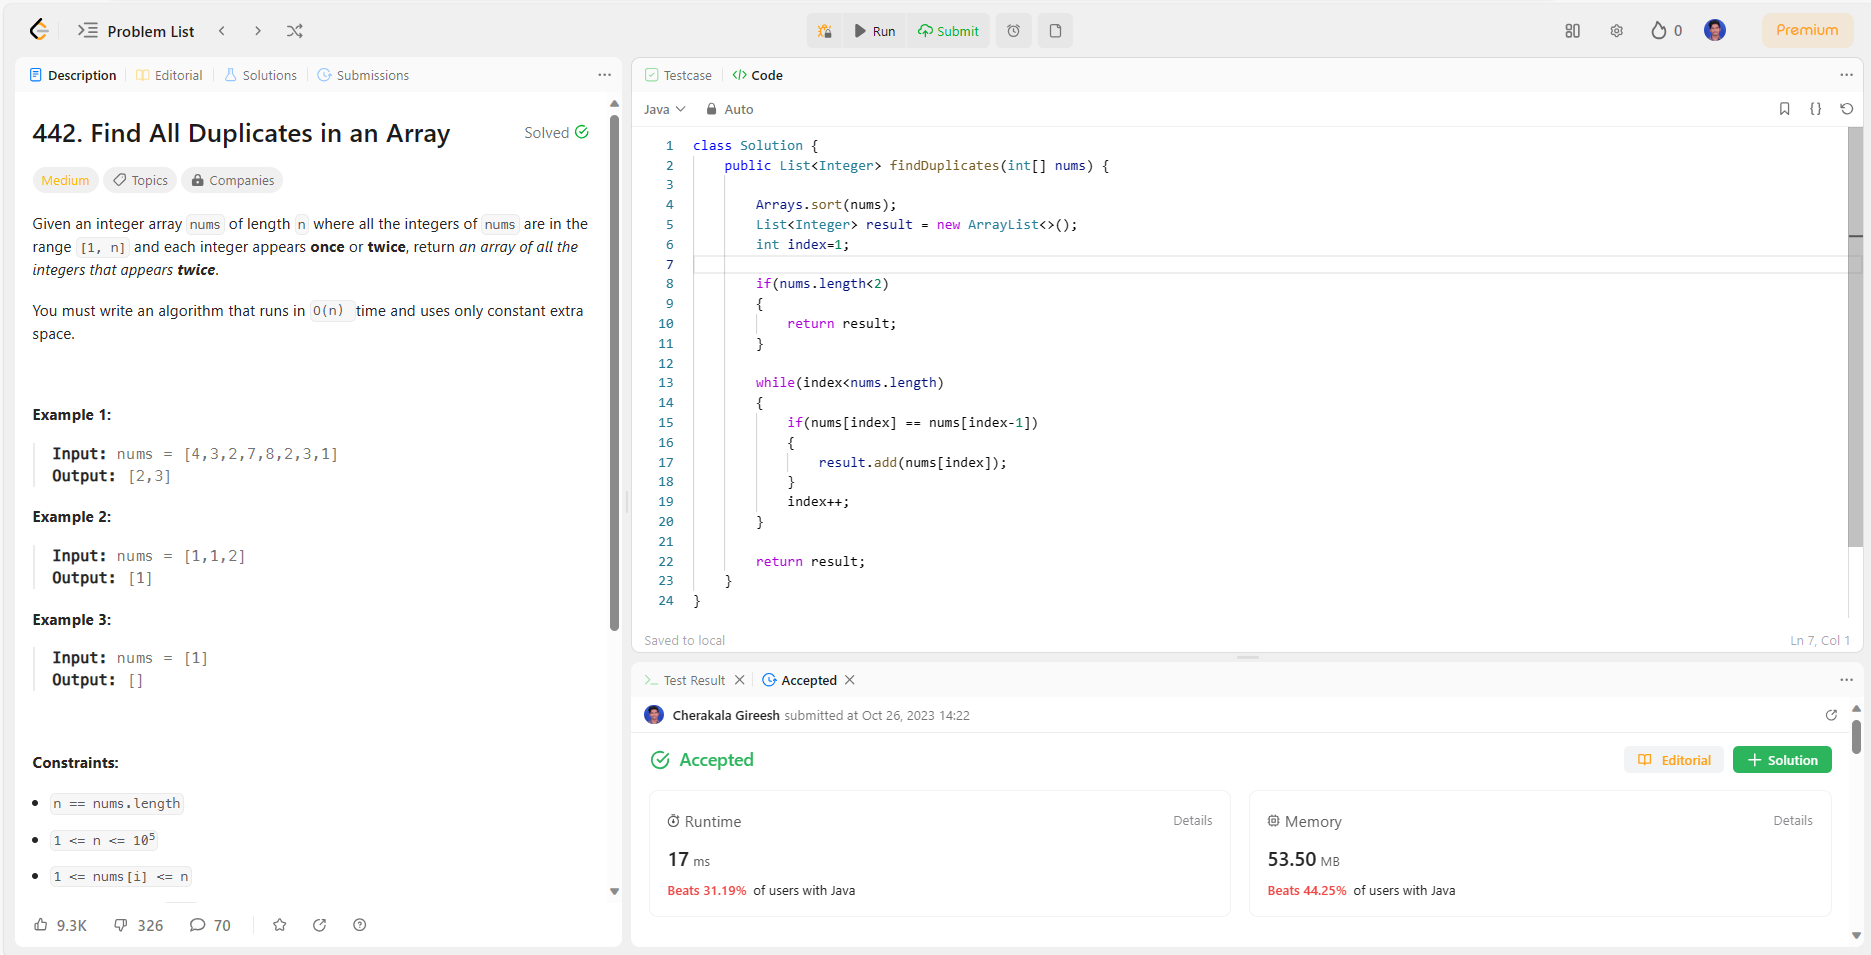 Problem List
Run
Submit
0
Premium
Description
Editorial
Solutions
Submissions
442. Find All Duplicates in an Array
Solved
Medium
Topics
Companies
Given an integer array nums of length n where all the integers of nums are in the
range [1, n] and each integer appears once or twice, return an array of all the
integers that appears twice.
You must write an algorithm that runs in O(n) time and uses only constant extra
space.
Example 1:
Input: nums = [4,3,2,7,8,2,3,1]
Output: [2,3]
Example 2:
Input: nums = [1,1,2]
Output: [1]
Example 3:
Input: nums = [1]
Output: []
Constraints:
n == nums.length
1 <= n <= 10⁵
1 <= nums[i] <= n
9.3K
326
70
Testcase
</> Code
Java
Auto
{}
1 class Solution {
2 public List<Integer> findDuplicates(int[] nums) {
3
4 Arrays.sort(nums);
5 List<Integer> result = new ArrayList<>();
6 int index=1;
7
8 if(nums.length<2)
9 {
10 return result;
11 }
12
13 while(index<nums.length)
14 {
15 if(nums[index] == nums[index-1])
16 {
17 result.add(nums[index]);
18 }
19 index++;
20 }
21
22 return result;
23 }
24 }
Saved to local
Ln 7, Col 1
Test Result
Accepted
Cherakala Gireesh submitted at Oct 26, 2023 14:22
Accepted
Editorial
+ Solution
Runtime
Details
17 ms
Beats 31.19% of users with Java
Memory
Details
53.50 MB
Beats 44.25% of users with Java